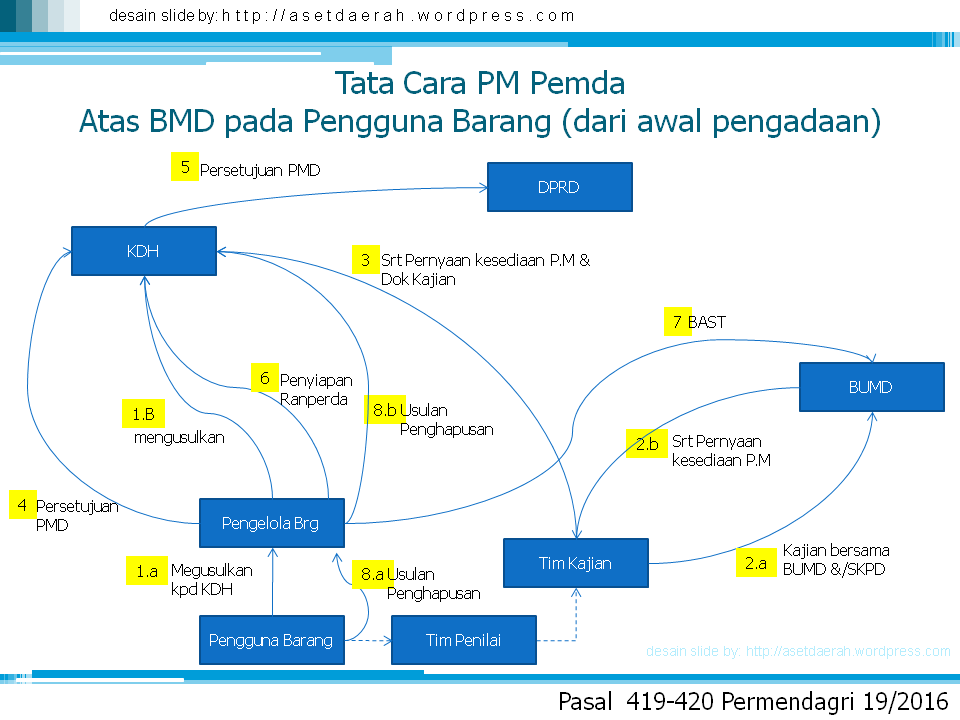 desain slide by: http://asetdaerah.wordpress.com
Tata Cara PM Pemda
Atas BMD pada Pengguna Barang (dari awal pengadaan)
5 Persetujuan PMD
DPRD
KDH
3 Srt Pernyaan kesediaan P.M &
Dok Kajian
7 BAST
BUMD
6 Penyiapan
Ranperda
1.B
mengusulkan
8.b Usulan
Penghapusan
2.b Srt Pernyaan
kesediaan P.M
4 Persetujuan
PMD
Pengelola Brg
Tim Kajian
2.a Kajian bersama
BUMD &/SKPD
1.a Megusulkan
kpd KDH
8.a Usulan
Penghapusan
Pengguna Barang
Tim Penilai
desain slide by: http://asetdaerah.wordpress.com
Pasal 419-420 Permendagri 19/2016